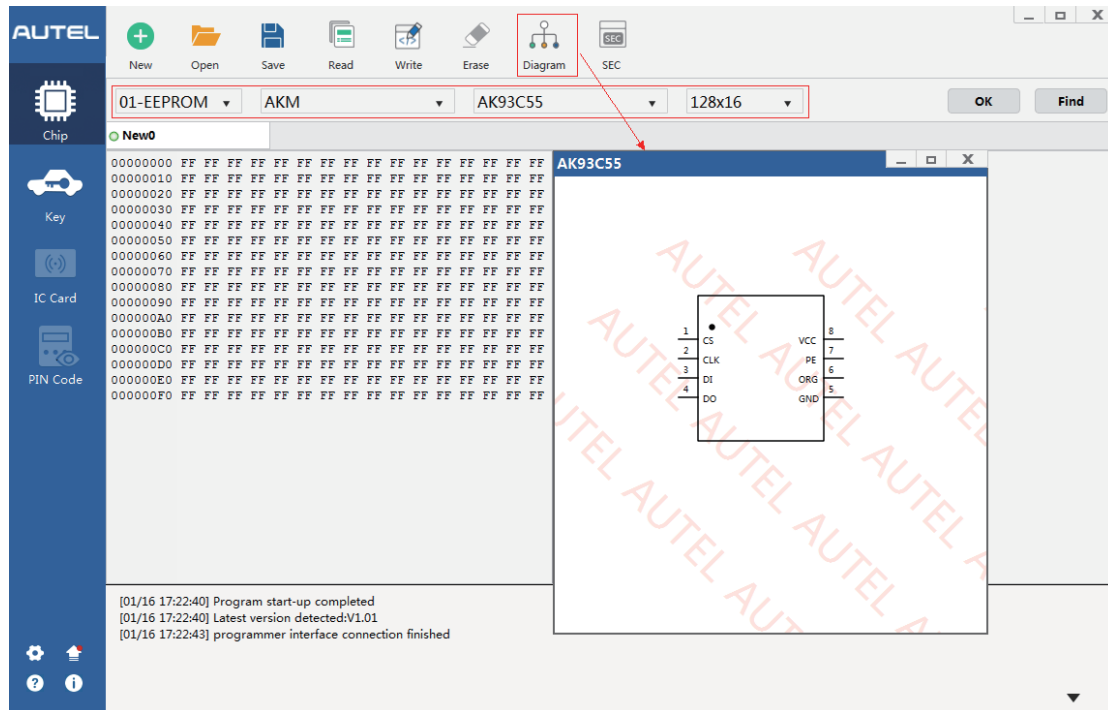 AUTEL
New Open Save Read Write Erase Diagram SEC
01-EEPROM AKM AK93C55 128x16 OK Find
Chip
Key
IC Card
PIN Code
New0
00000000 FF FF FF FF FF FF FF FF FF FF FF FF FF FF FF FF
00000010 FF FF FF FF FF FF FF FF FF FF FF FF FF FF FF FF
00000020 FF FF FF FF FF FF FF FF FF FF FF FF FF FF FF FF
00000030 FF FF FF FF FF FF FF FF FF FF FF FF FF FF FF FF
00000040 FF FF FF FF FF FF FF FF FF FF FF FF FF FF FF FF
00000050 FF FF FF FF FF FF FF FF FF FF FF FF FF FF FF FF
00000060 FF FF FF FF FF FF FF FF FF FF FF FF FF FF FF FF
00000070 FF FF FF FF FF FF FF FF FF FF FF FF FF FF FF FF
00000080 FF FF FF FF FF FF FF FF FF FF FF FF FF FF FF FF
00000090 FF FF FF FF FF FF FF FF FF FF FF FF FF FF FF FF
000000A0 FF FF FF FF FF FF FF FF FF FF FF FF FF FF FF FF
000000B0 FF FF FF FF FF FF FF FF FF FF FF FF FF FF FF FF
000000C0 FF FF FF FF FF FF FF FF FF FF FF FF FF FF FF FF
000000D0 FF FF FF FF FF FF FF FF FF FF FF FF FF FF FF FF
000000E0 FF FF FF FF FF FF FF FF FF FF FF FF FF FF FF FF
000000F0 FF FF FF FF FF FF FF FF FF FF FF FF FF FF FF FF
AK93C55
1 CS VCC 8
2 CLK PE 7
3 DI ORG 6
4 DO GND 5
AUTEL AUTEL AUTEL
AUTEL AUTEL AUTEL
AUTEL AUTEL AUTEL
AUTEL AUTEL
[01/16 17:22:40] Program start-up completed
[01/16 17:22:40] Latest version detected:V1.01
[01/16 17:22:43] programmer interface connection finished